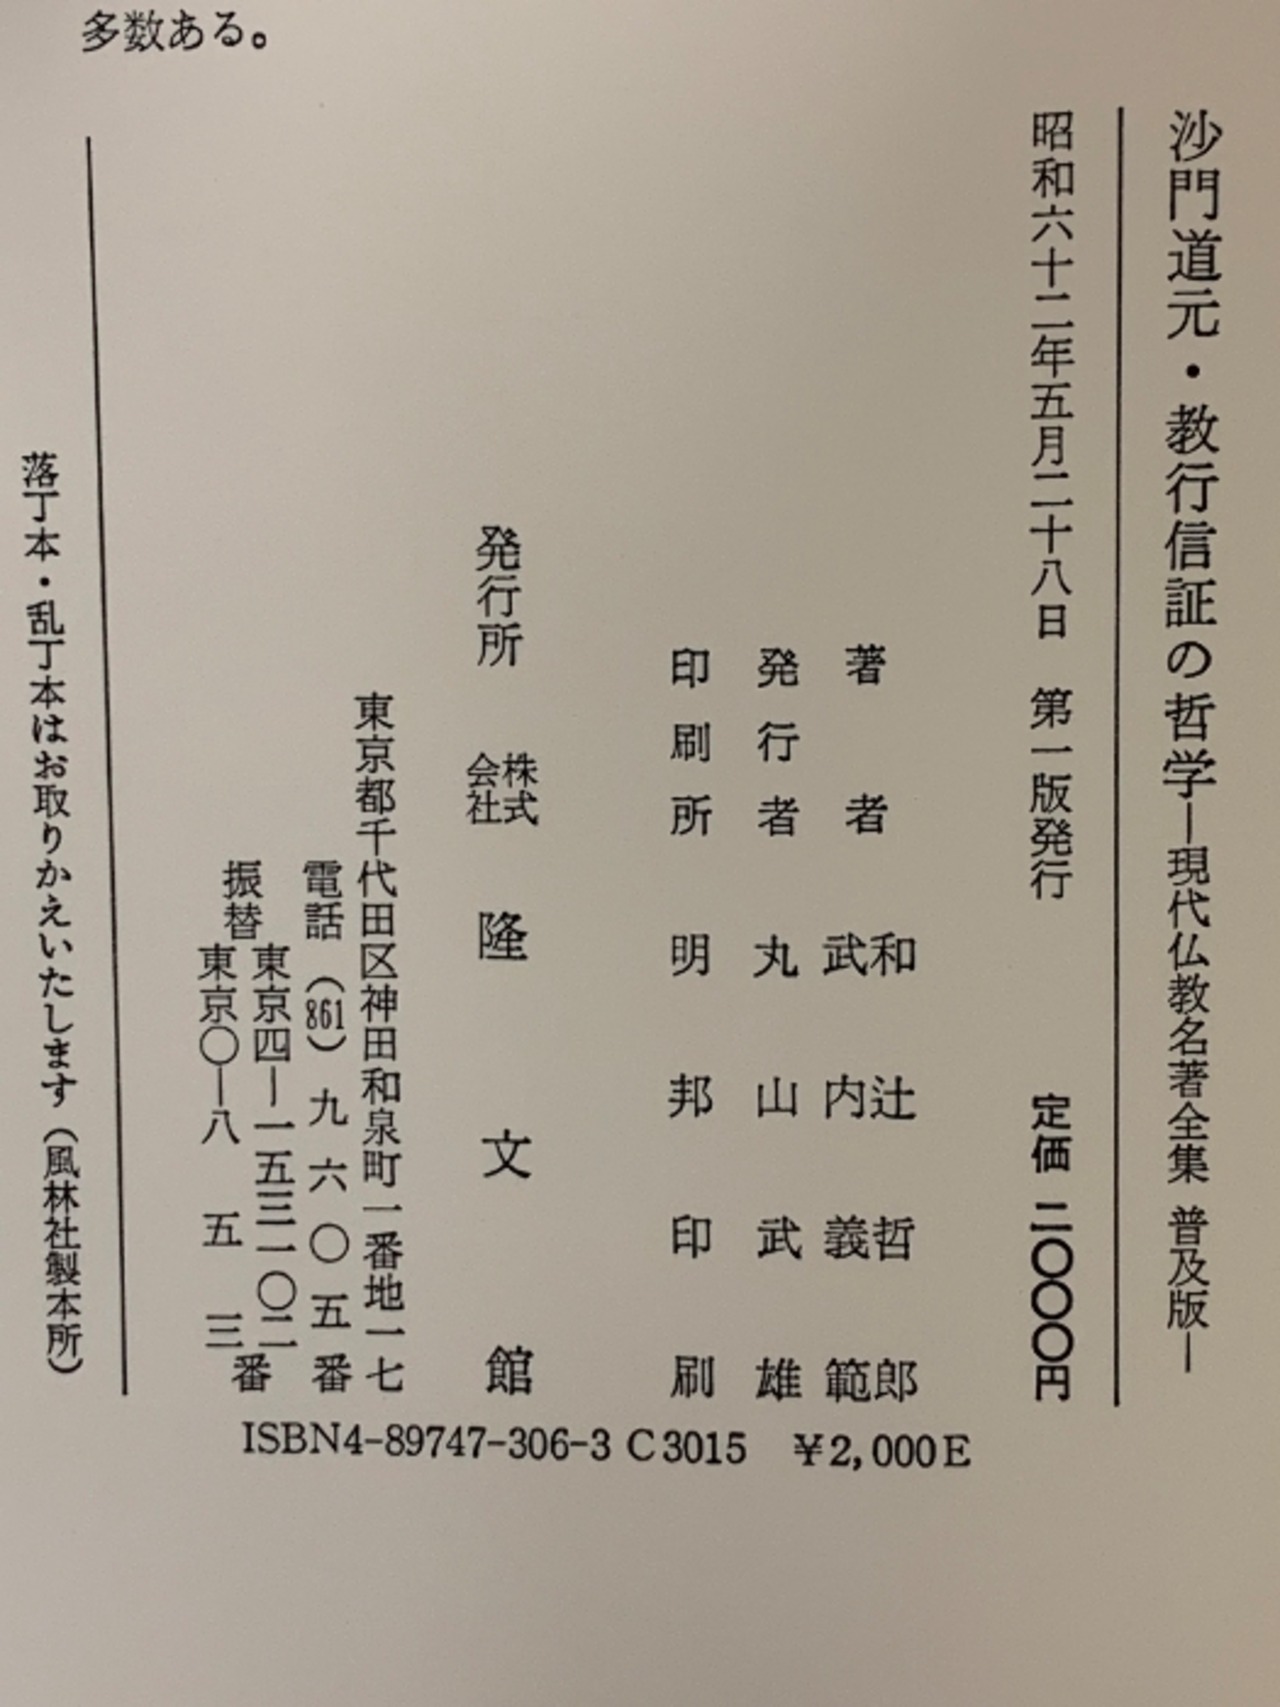 多数ある。
沙門道元・教行信証の哲学―現代仏教名著全集 普及版―
昭和六十二年五月二十八日 第一版発行 定価 二〇〇〇円
著者 和辻哲郎
武内義範
発行者 丸山武雄
印刷所 明邦印刷
発行所 株式会社 隆文館
東京都千代田区神田和泉町一番地一七
電話（861）九六〇五番
振替 東京四―一五三一〇二
東京〇―八五三番
ISBN4-89747-306-3 C3015 ¥2,000E
落丁本・乱丁本はお取りかえいたします（風林社製本所）